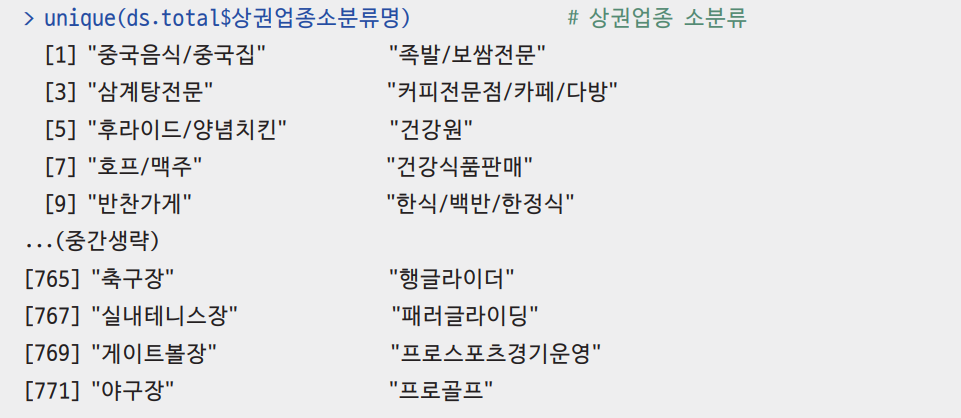 > unique(ds.total$상권업종소분류명) # 상권업종 소분류
[1] "중국음식/중국집" "족발/보쌈전문"
[3] "삼계탕전문" "커피전문점/카페/다방"
[5] "후라이드/양념치킨" "건강원"
[7] "호프/맥주" "건강식품판매"
[9] "반찬가게" "한식/백반/한정식"
...(중간생략)
[765] "축구장" "행글라이더"
[767] "실내테니스장" "패러글라이딩"
[769] "게이트볼장" "프로스포츠경기운영"
[771] "야구장" "프로골프"